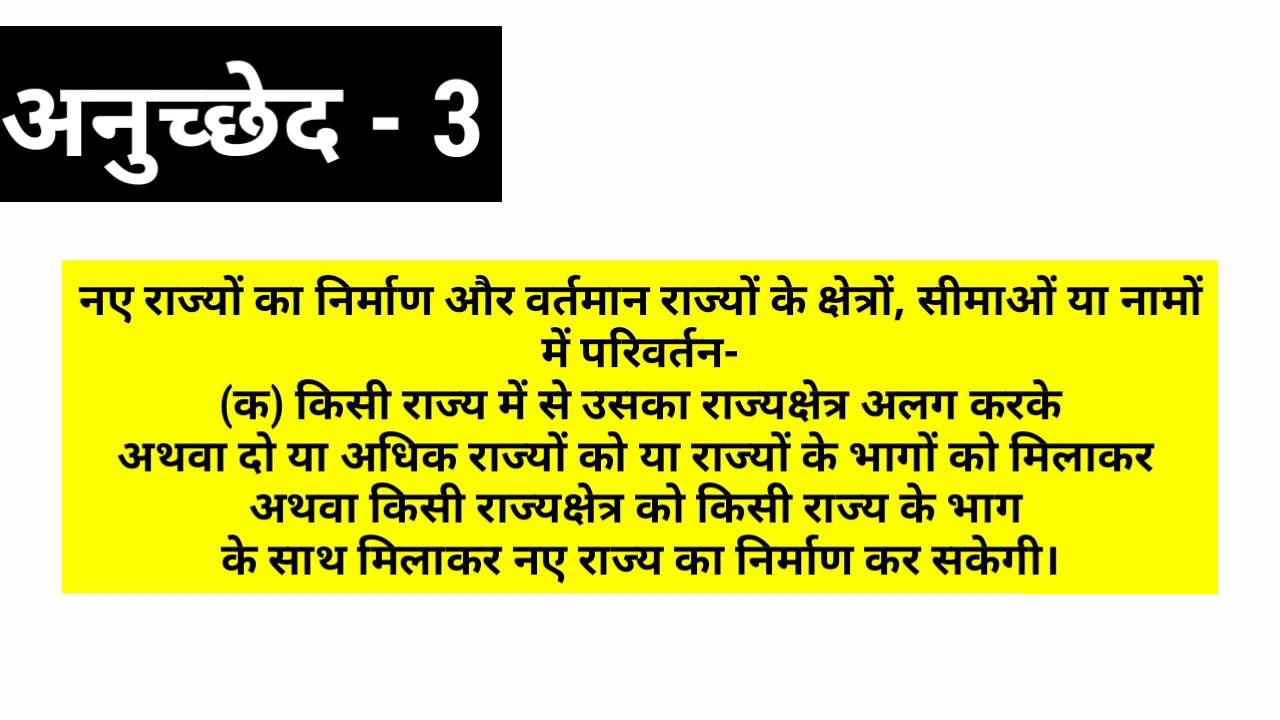 अनुच्छेद - 3
नए राज्यों का निर्माण और वर्तमान राज्यों के क्षेत्रों, सीमाओं या नामों
में परिवर्तन-
(क) किसी राज्य में से उसका राज्यक्षेत्र अलग करके
अथवा दो या अधिक राज्यों को या राज्यों के भागों को मिलाकर
अथवा किसी राज्यक्षेत्र को किसी राज्य के भाग
के साथ मिलाकर नए राज्य का निर्माण कर सकेगी।